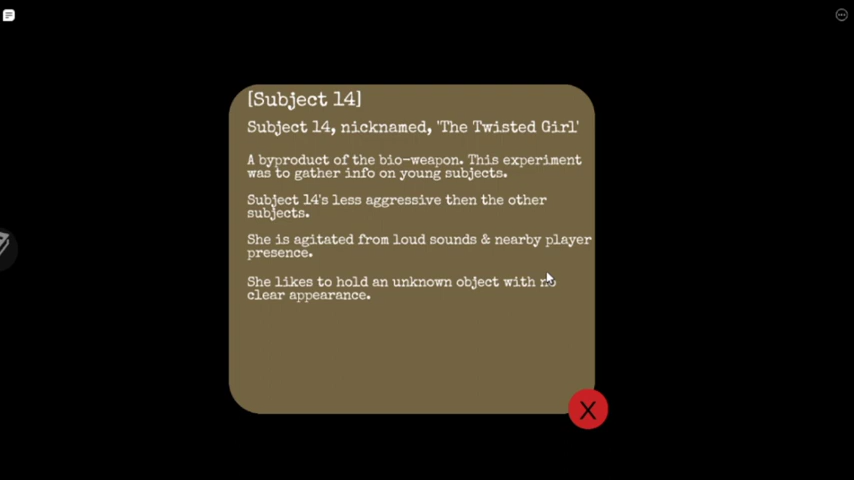 [Subject 14]
Subject 14, nicknamed, 'The Twisted Girl'
A byproduct of the bio-weapon. This experiment
was to gather info on young subjects.
Subject 14's less aggressive then the other
subjects.
She is agitated from loud sounds & nearby player
presence.
She likes to hold an unknown object with no
clear appearance.
X